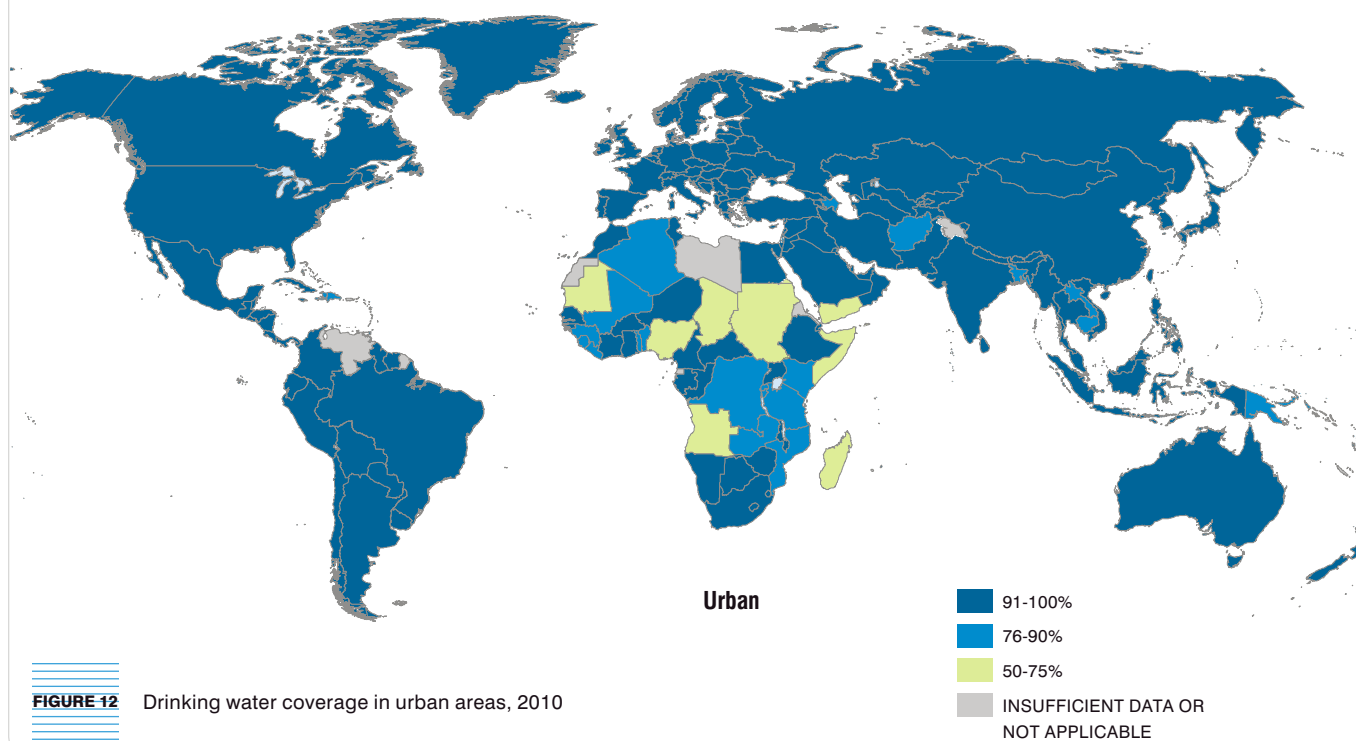 Urban
91-100%
76-90%
50-75%
INSUFFICIENT DATA OR
NOT APPLICABLE
FIGURE 12 Drinking water coverage in urban areas, 2010